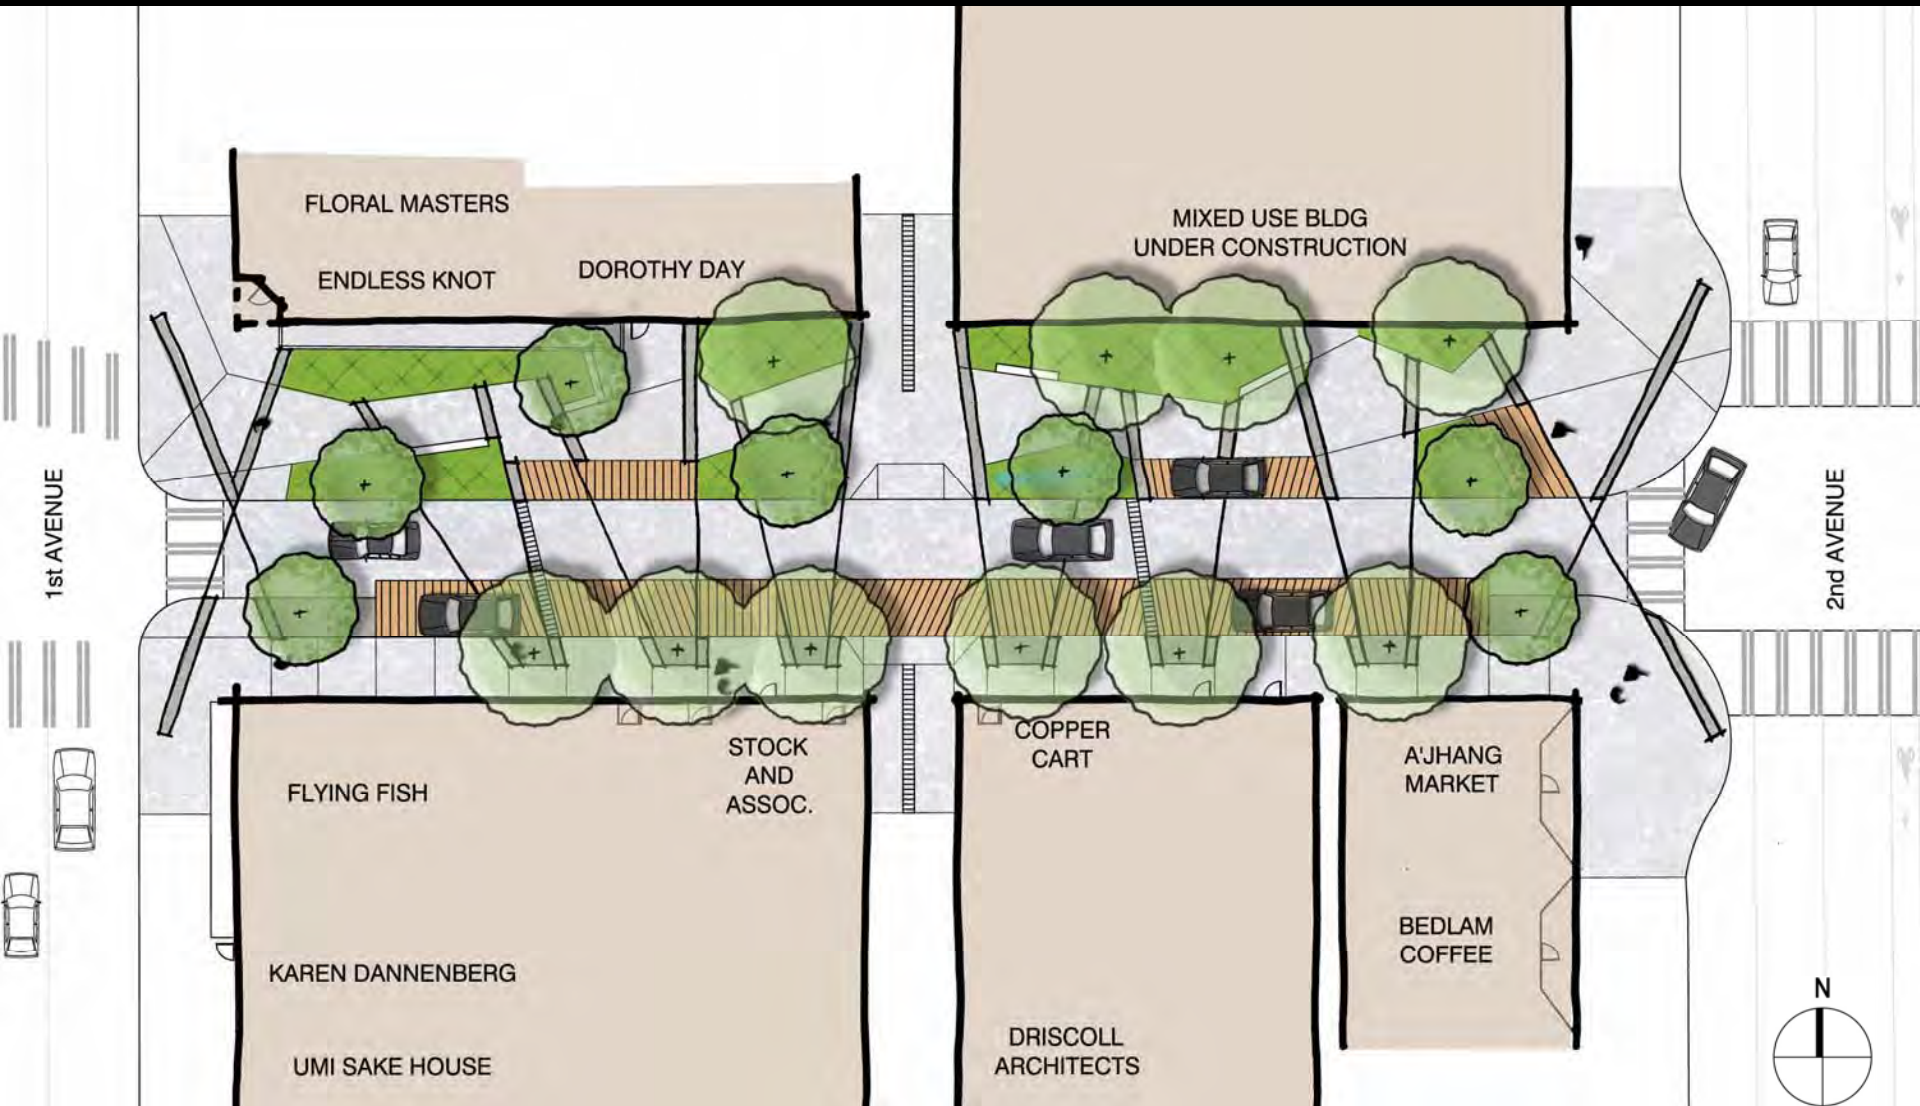 FLORAL MASTERS
ENDLESS KNOT
DOROTHY DAY
MIXED USE BLDG
UNDER CONSTRUCTION
1st AVENUE
2nd AVENUE
STOCK
AND
ASSOC.
FLYING FISH
KAREN DANNENBERG
UMI SAKE HOUSE
COPPER
CART
DRISCOLL
ARCHITECTS
A'JHANG
MARKET
BEDLAM
COFFEE
N